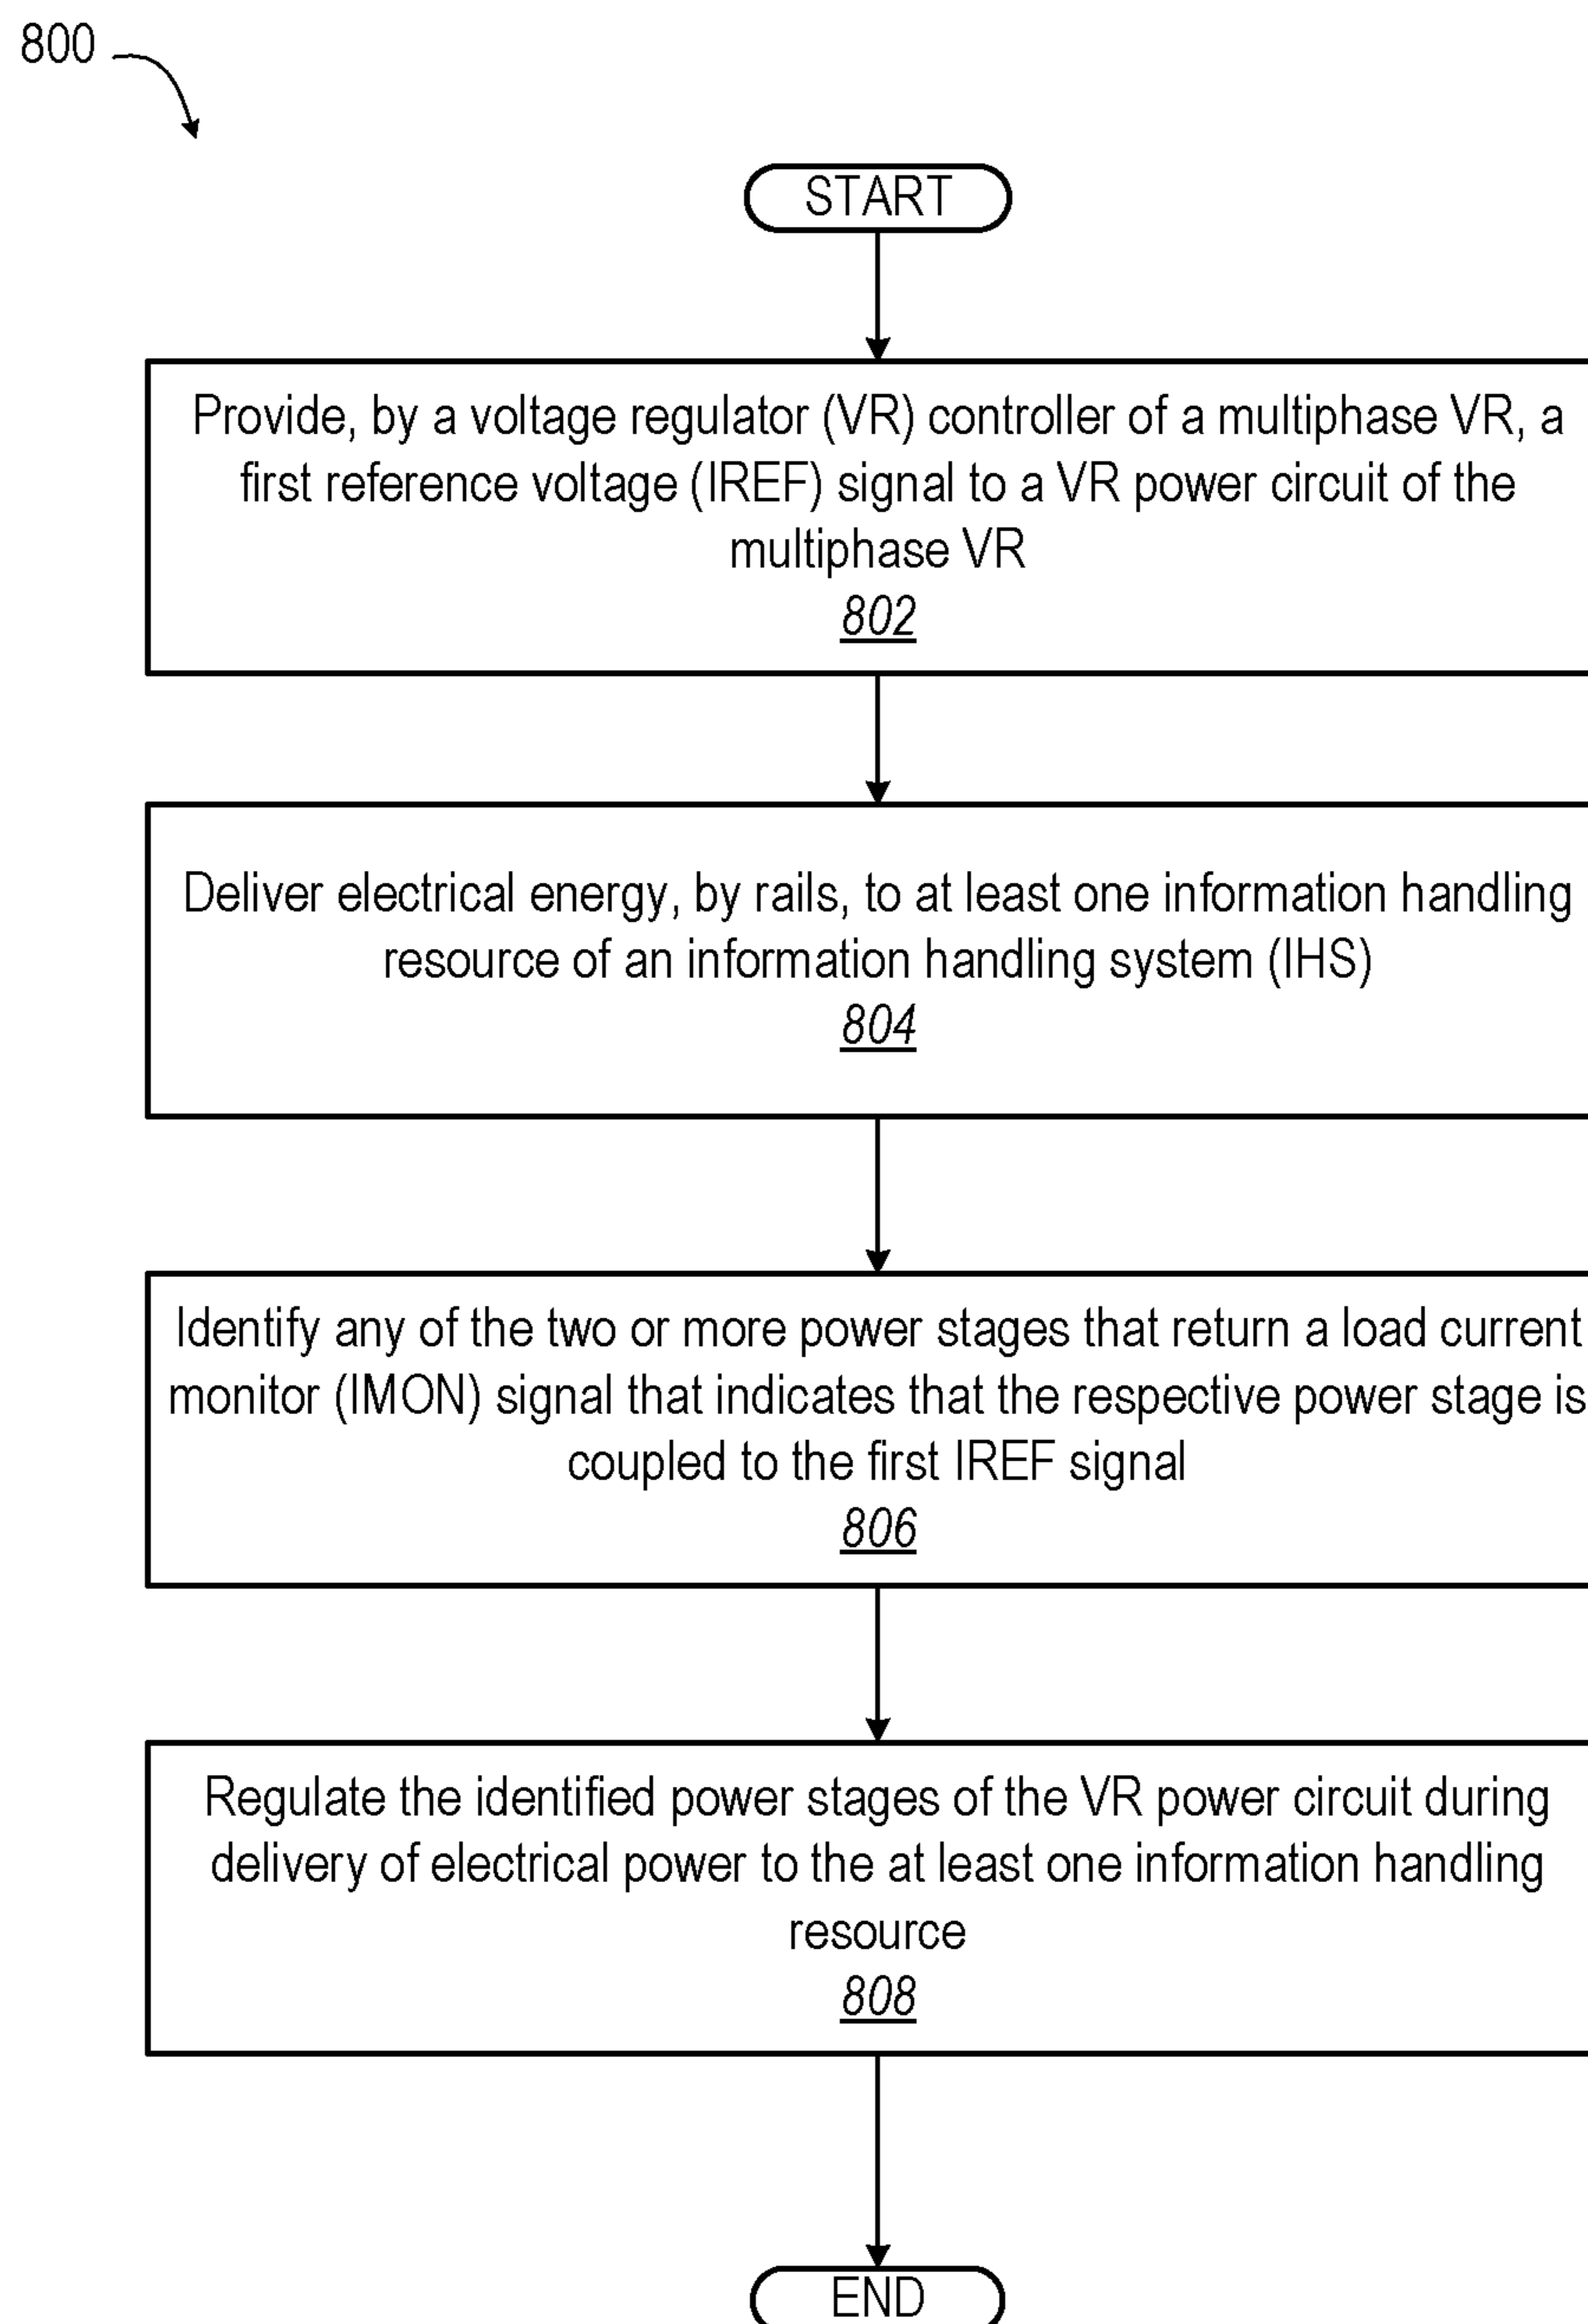 800
START
Provide, by a voltage regulator (VR) controller of a multiphase VR, a
first reference voltage (IREF) signal to a VR power circuit of the
multiphase VR
802
Deliver electrical energy, by rails, to at least one information handling
resource of an information handling system (IHS)
804
Identify any of the two or more power stages that return a load current
monitor (IMON) signal that indicates that the respective power stage is
coupled to the first IREF signal
806
Regulate the identified power stages of the VR power circuit during
delivery of electrical power to the at least one information handling
resource
808
END